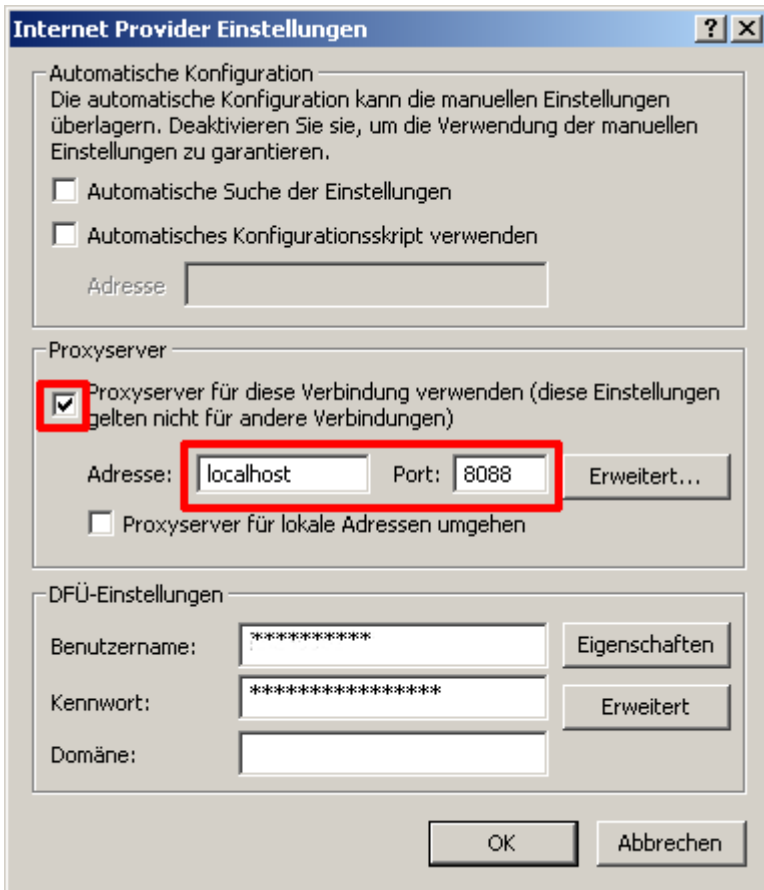 Internet Provider Einstellungen
Automatische Konfiguration
Die automatische Konfiguration kann die manuellen Einstellungen
überlagern. Deaktivieren Sie sie, um die Verwendung der manuellen
Einstellungen zu garantieren.
Automatische Suche der Einstellungen
Automatisches Konfigurationsskript verwenden
Adresse
Proxyserver
Proxyserver für diese Verbindung verwenden (diese Einstellungen
gelten nicht für andere Verbindungen)
Adresse: localhost Port: 8088 Erweitert...
Proxyserver für lokale Adressen umgehen
DFÜ-Einstellungen
Benutzername: ********** Eigenschaften
Kennwort: **************** Erweitert
Domäne:
OK Abbrechen